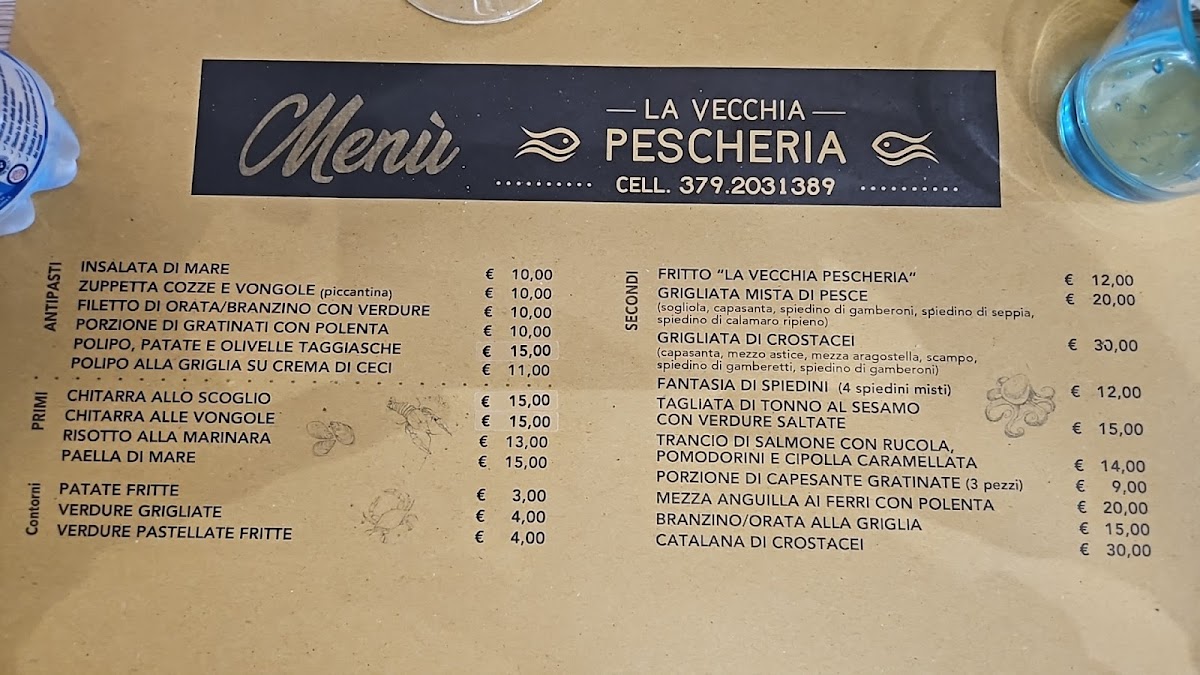 Menù
LA VECCHIA
PESCHERIA
CELL. 379.2031389
ANTIPASTI
INSALATA DI MARE € 10,00
ZUPPETTA COZZE E VONGOLE (piccantina) € 10,00
FILETTO DI ORATA/BRANZINO CON VERDURE € 10,00
PORZIONE DI GRATINATI CON POLENTA € 10,00
POLIPO, PATATE E OLIVELLE TAGGIASCHE € 15,00
POLIPO ALLA GRIGLIA SU CREMA DI CECI € 11,00
PRIMI
CHITARRA ALLO SCOGLIO € 15,00
CHITARRA ALLE VONGOLE € 15,00
RISOTTO ALLA MARINARA € 13,00
PAELLA DI MARE € 15,00
Contorni
PATATE FRITTE € 3,00
VERDURE GRIGLIATE € 4,00
VERDURE PASTELLATE FRITTE € 4,00
SECONDI
FRITTO “LA VECCHIA PESCHERIA“ € 12,00
GRIGLIATA MISTA DI PESCE € 20,00
(sogliola, capasanta, spiedino di gamberoni, spiedino di seppia,
spiedino di calamaro ripieno)
GRIGLIATA DI CROSTACEI € 30,00
(capasanta, mezzo astice, mezza aragostella, scampo,
spiedino di gamberetti, spiedino di gamberoni)
FANTASIA DI SPIEDINI (4 spiedini misti) € 12,00
TAGLIATA DI TONNO AL SESAMO
CON VERDURE SALTATE € 15,00
TRANCIO DI SALMONE CON RUCOLA,
POMODORINI E CIPOLLA CARAMELLATA € 14,00
PORZIONE DI CAPESANTE GRATINATE (3 pezzi) € 9,00
MEZZA ANGUILLA AI FERRI CON POLENTA € 20,00
BRANZINO/ORATA ALLA GRIGLIA € 15,00
CATALANA DI CROSTACEI € 30,00